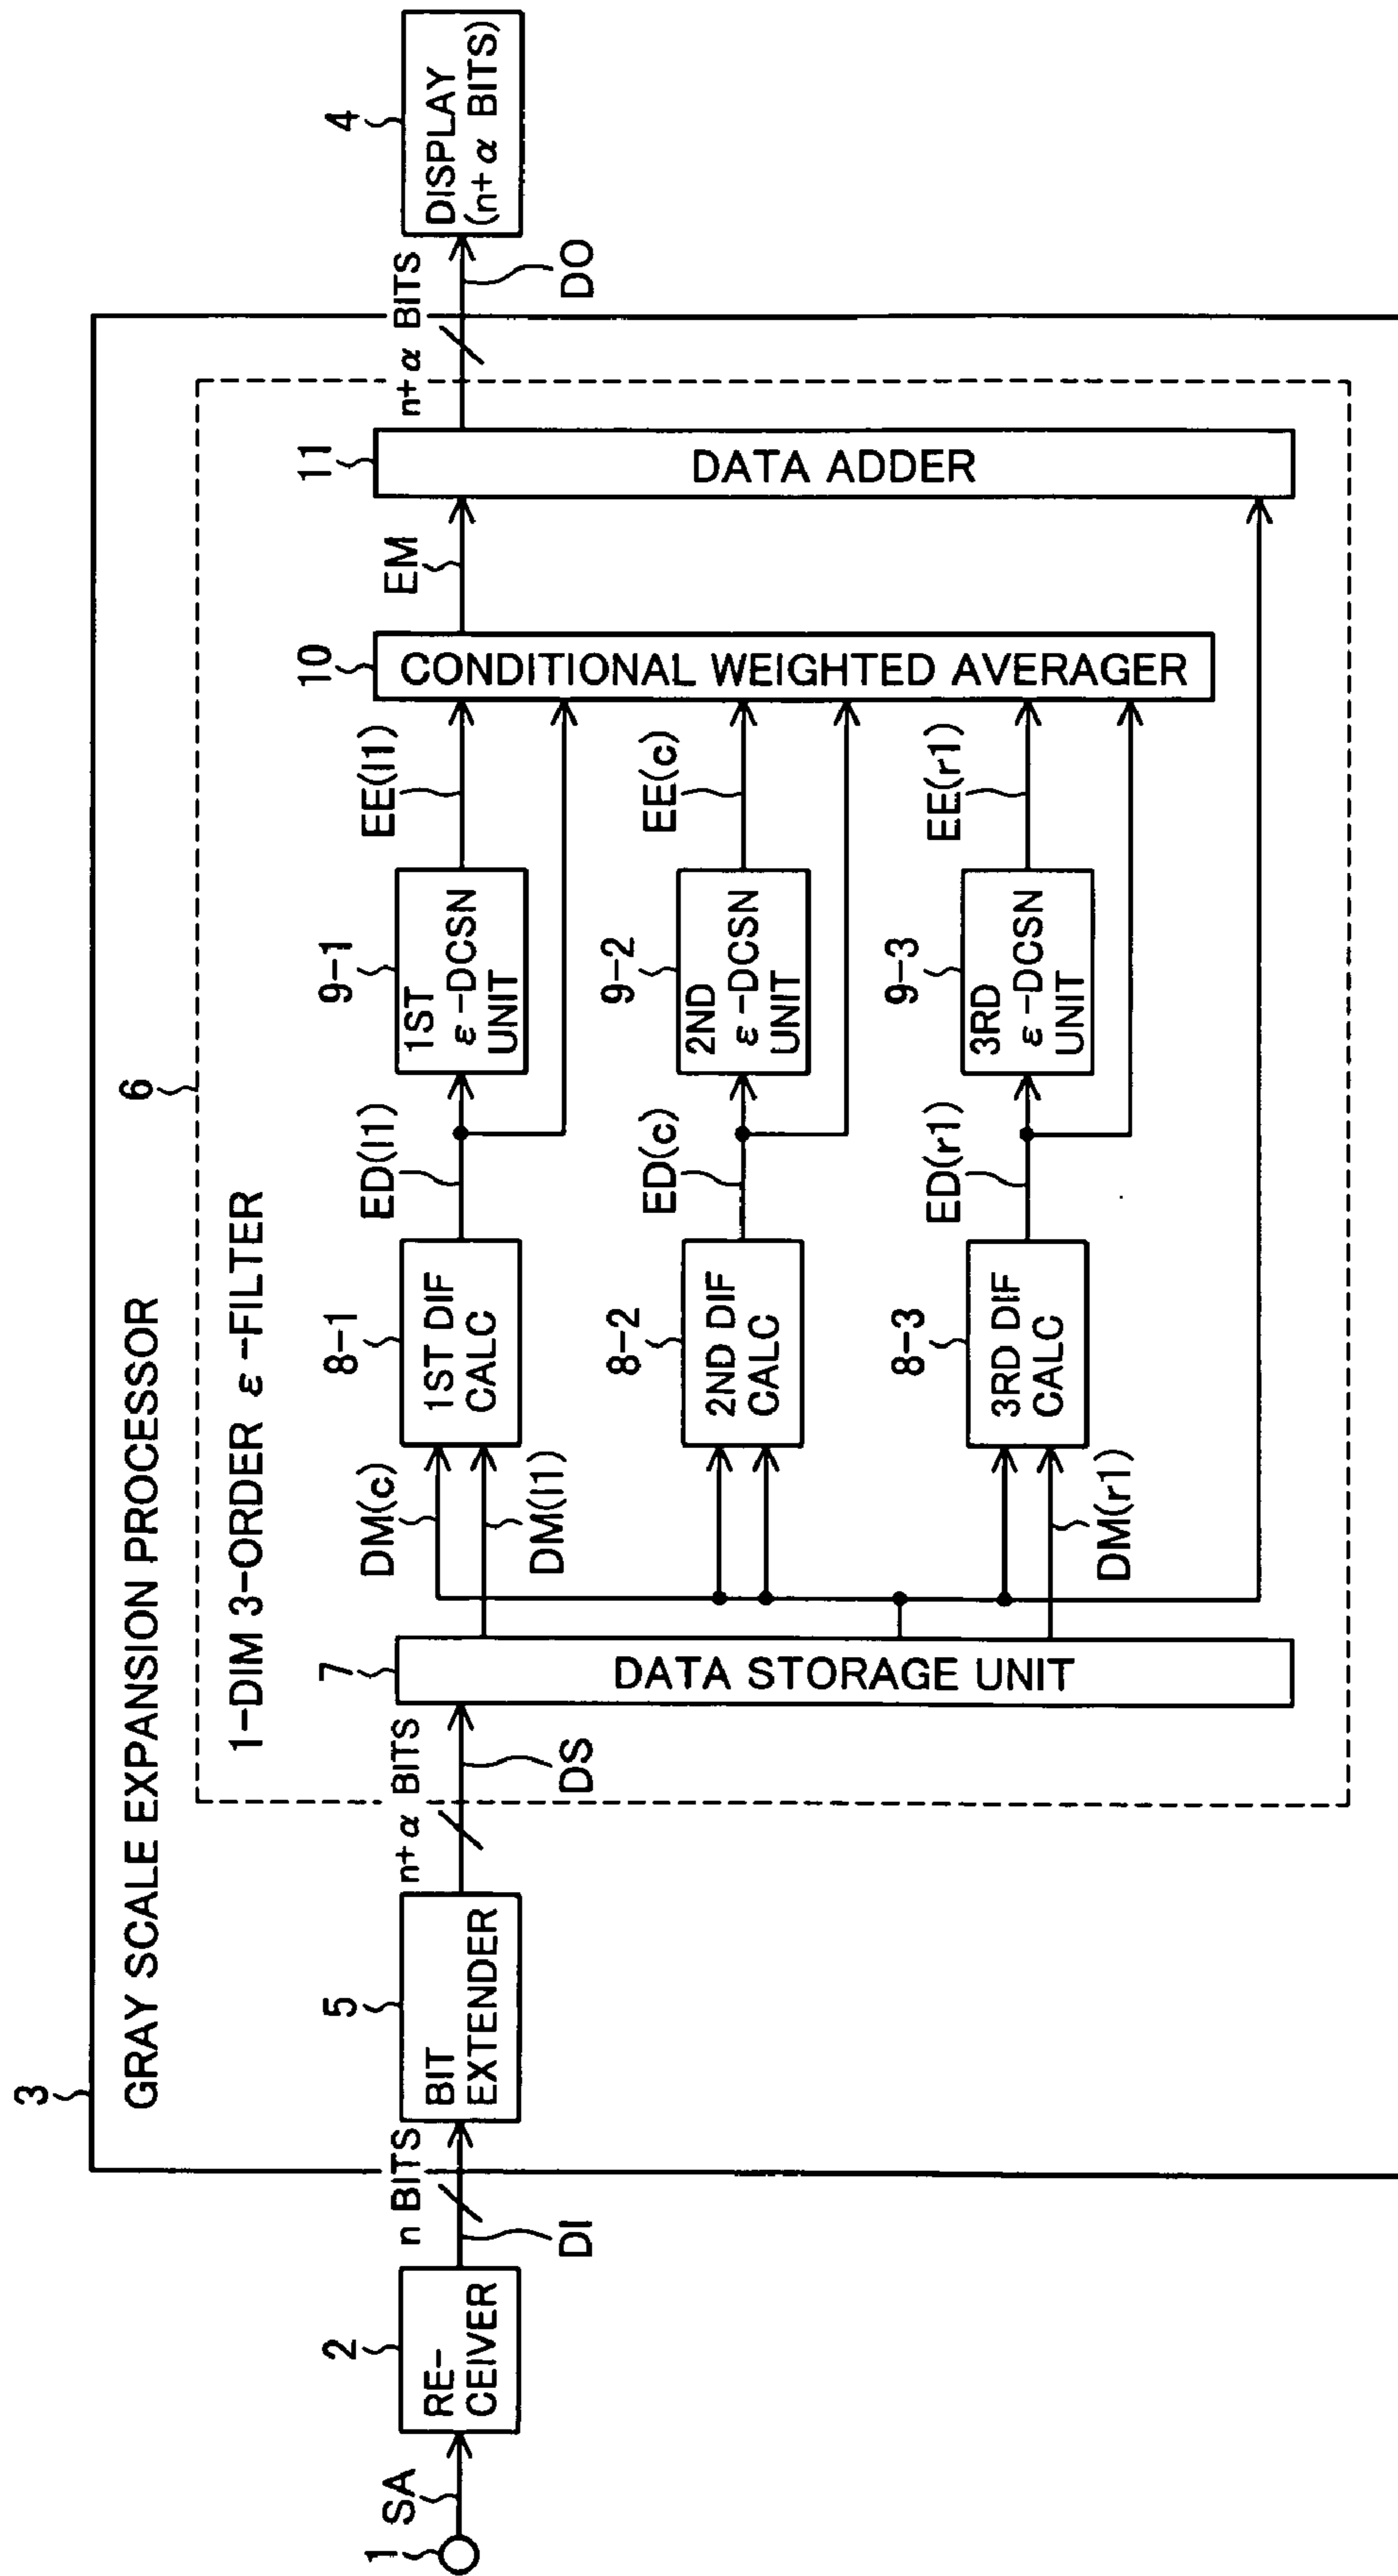 3
GRAY SCALE EXPANSION PROCESSOR
6
1-DIM 3-ORDER ε-FILTER
1
SA
2
RE-
CEIVER
n BITS
DI
5
BIT
EXTENDER
n+α BITS
DS
7
DATA STORAGE UNIT
DM(c)
DM(l1)
DM(r1)
8-1
1ST DIF
CALC
8-2
2ND DIF
CALC
8-3
3RD DIF
CALC
ED(l1)
ED(c)
ED(r1)
9-1
1ST
ε-DCSN
UNIT
9-2
2ND
ε-DCSN
UNIT
9-3
3RD
ε-DCSN
UNIT
EE(l1)
EE(c)
EE(r1)
10
CONDITIONAL WEIGHTED AVERAGER
EM
11
DATA ADDER
n+α BITS
DO
4
DISPLAY
(n+α BITS)